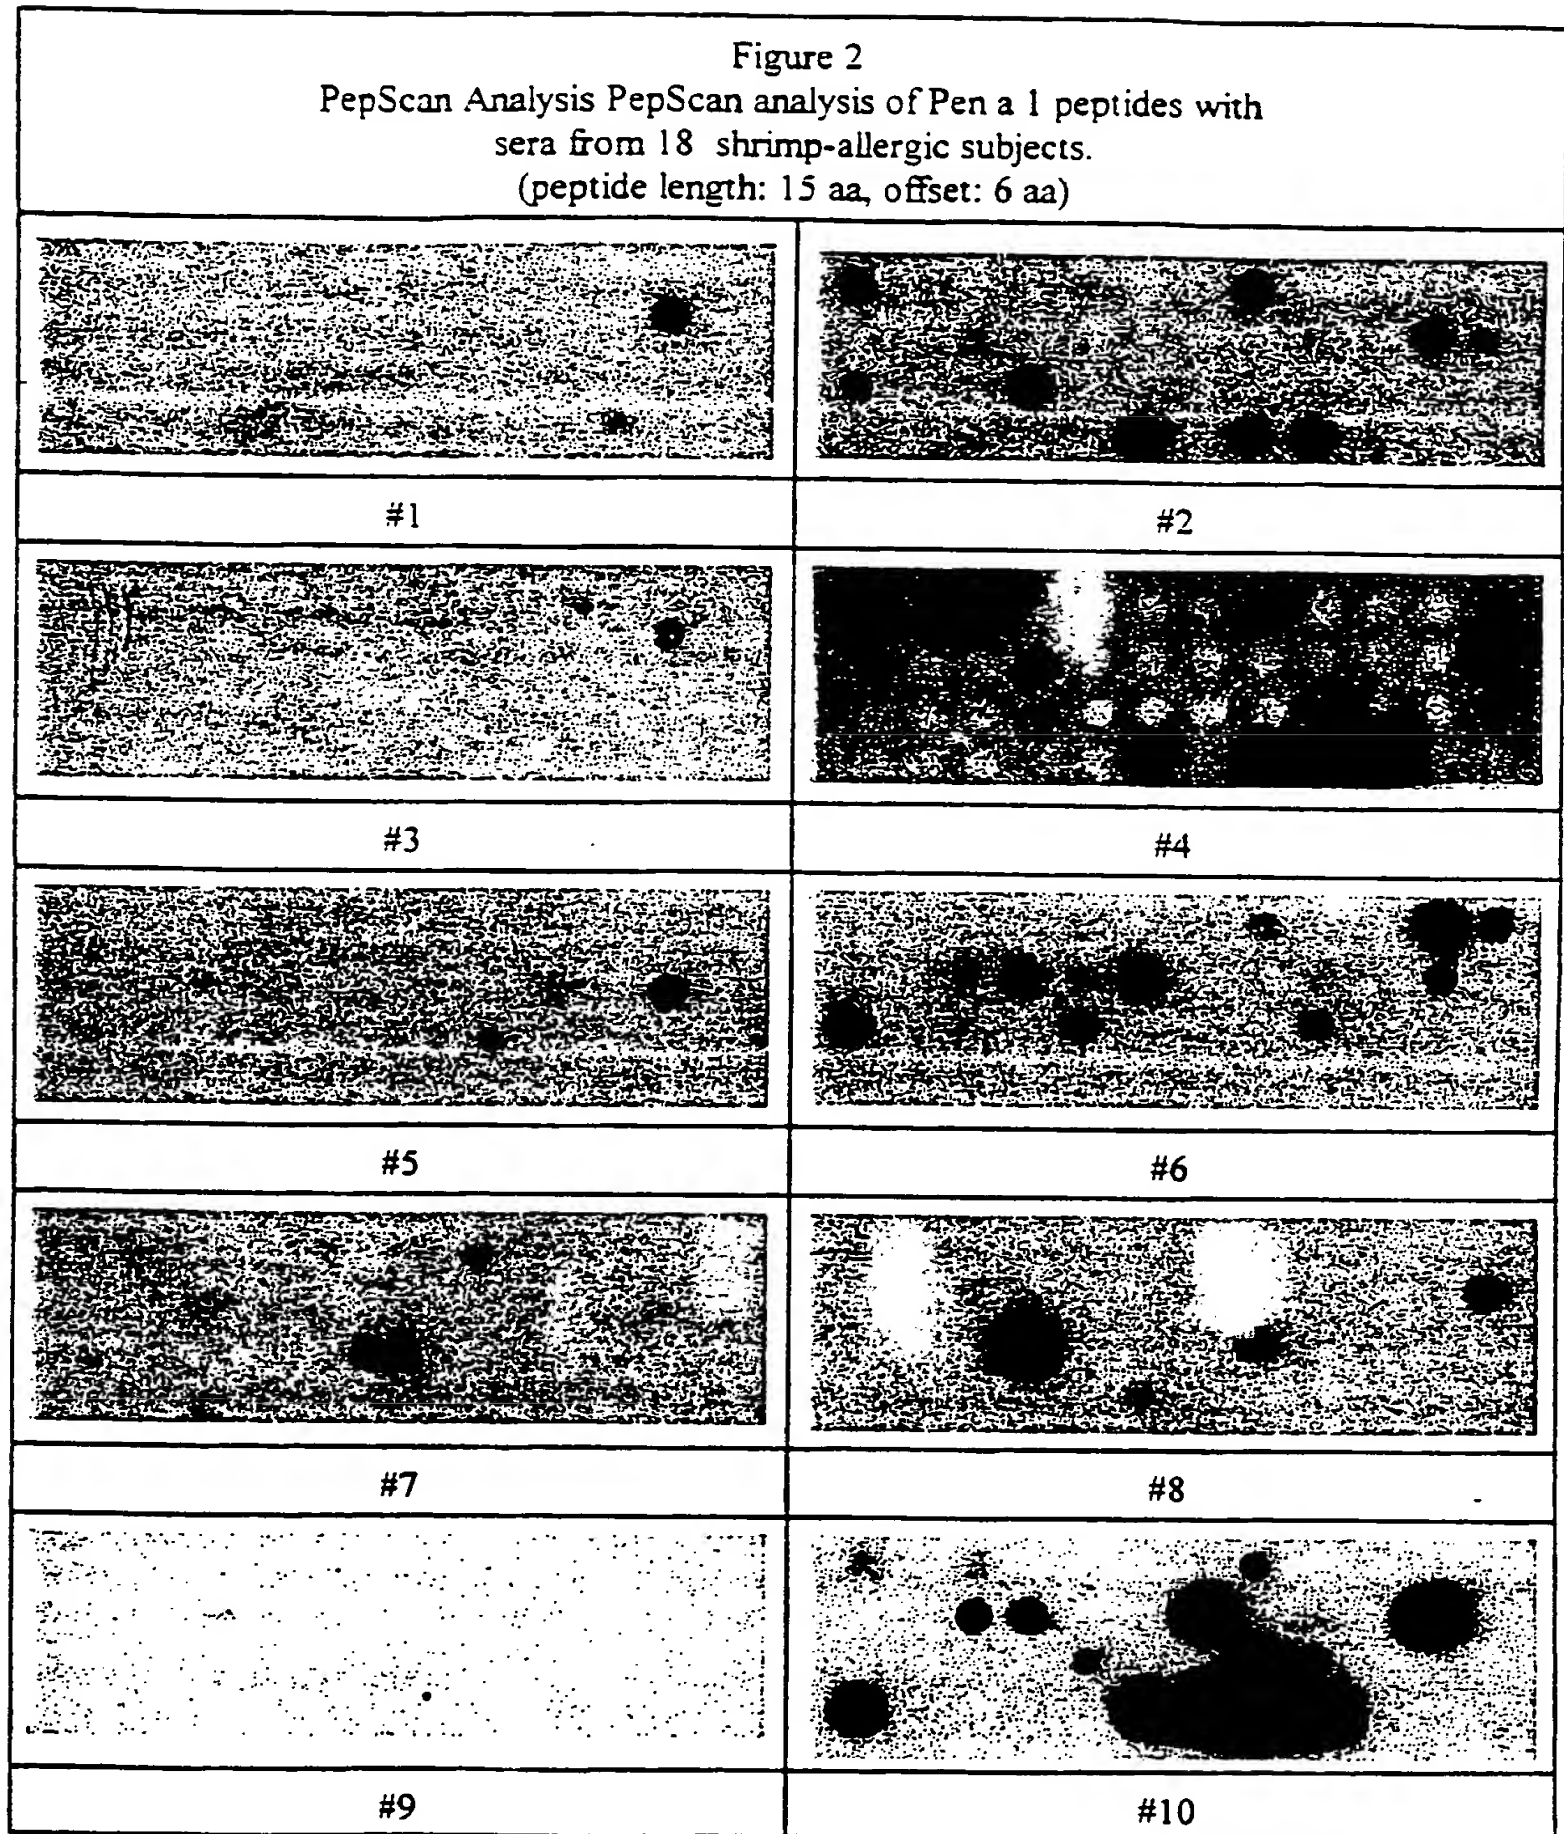 Figure 2
PepScan Analysis PepScan analysis of Pen a 1 peptides with
sera from 18 shrimp-allergic subjects.
(peptide length: 15 aa, offset: 6 aa)
#1
#2
#3
#4
#5
#6
#7
#8
#9
#10